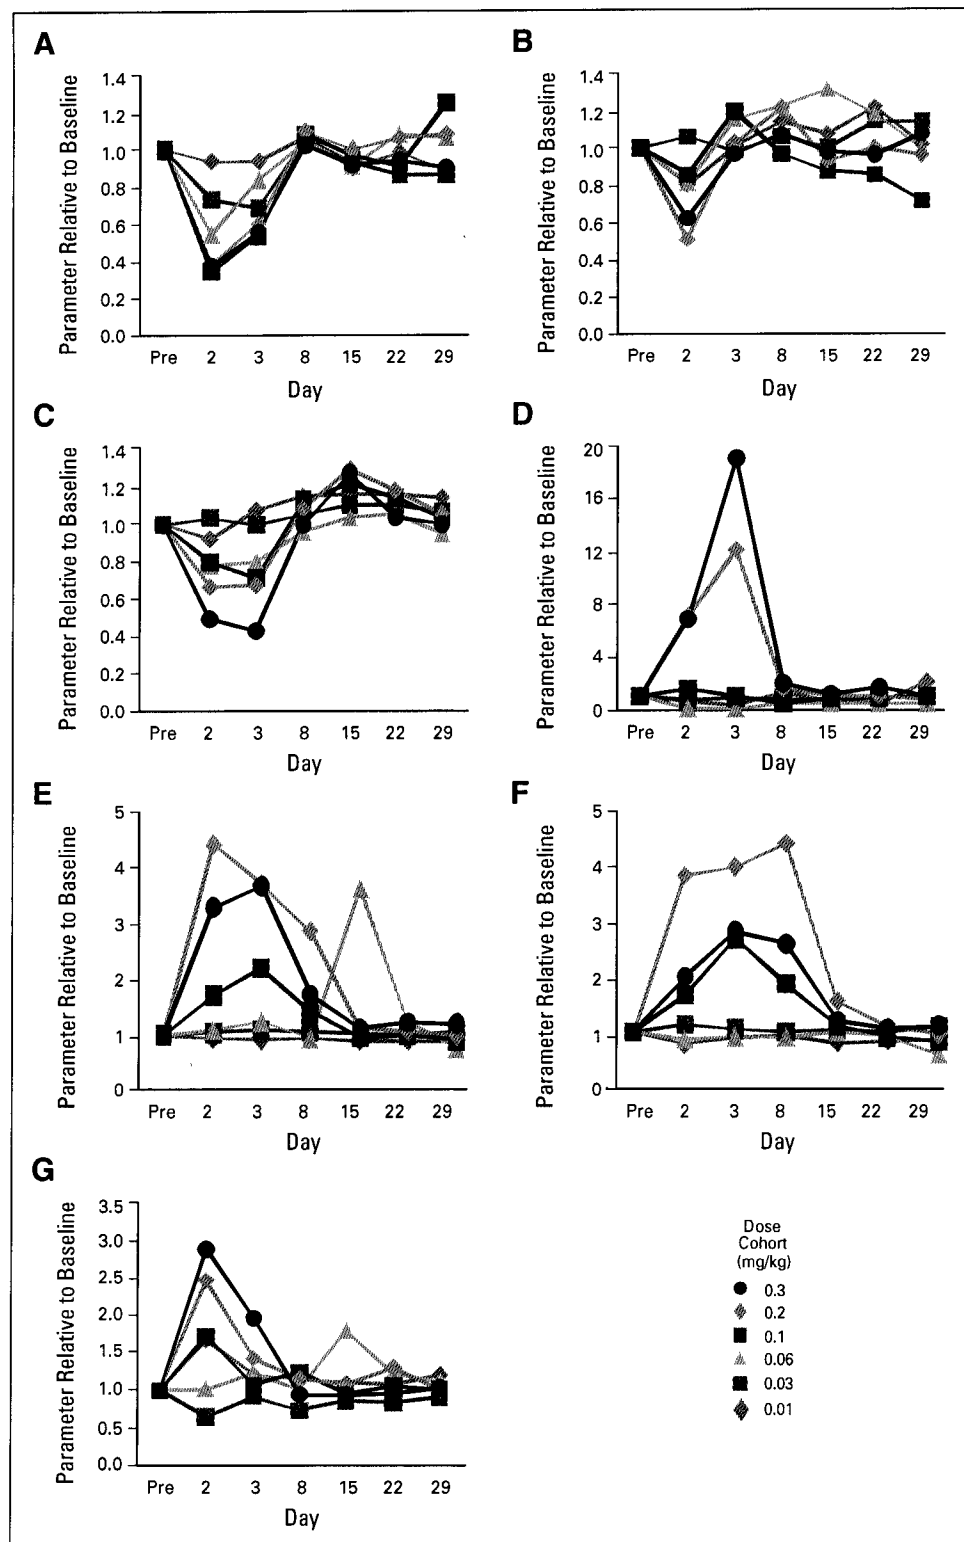 A
Parameter Relative to Baseline
1.4
1.2
1.0
0.8
0.6
0.4
0.2
0.0
Pre 2 3 8 15 22 29
Day
B
Parameter Relative to Baseline
1.4
1.2
1.0
0.8
0.6
0.4
0.2
0.0
Pre 2 3 8 15 22 29
Day
C
Parameter Relative to Baseline
1.4
1.2
1.0
0.8
0.6
0.4
0.2
0.0
Pre 2 3 8 15 22 29
Day
D
Parameter Relative to Baseline
20
16
12
8
4
0
Pre 2 3 8 15 22 29
Day
E
Parameter Relative to Baseline
5
4
3
2
1
0
Pre 2 3 8 15 22 29
Day
F
Parameter Relative to Baseline
5
4
3
2
1
0
Pre 2 3 8 15 22 29
Day
G
Parameter Relative to Baseline
3.5
3.0
2.5
2.0
1.5
1.0
0.5
0.0
Pre 2 3 8 15 22 29
Day
Dose
Cohort
(mg/kg)
0.3
0.2
0.1
0.06
0.03
0.01